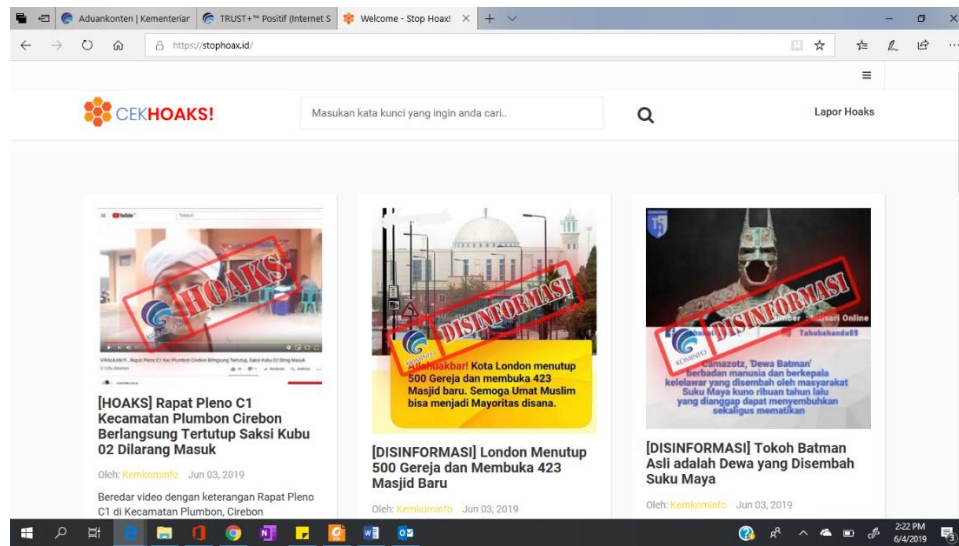 Aduankonten | Kementeriar
TRUST+™ Positif (Internet S
Welcome - Stop Hoax!
https://stophoax.id/
CEKHOAKS!
Masukan kata kunci yang ingin anda cari..
Lapor Hoaks
YouTube
HOAKS
[HOAKS] Rapat Pleno C1
Kecamatan Plumbon Cirebon
Berlangsung Tertutup Saksi Kubu
02 Dilarang Masuk
Oleh: Kemkominfo Jun 03, 2019
Beredar video dengan keterangan Rapat Pleno
C1 di Kecamatan Plumbon, Cirebon
DISINFORMASI
KOMINFO
Allahuakbar! Kota London menutup
500 Gereja dan membuka 423
Masjid baru. Semoga Umat Muslim
bisa menjadi Mayoritas disana.
[DISINFORMASI] London Menutup
500 Gereja dan Membuka 423
Masjid Baru
Oleh: Kemkominfo Jun 03, 2019
DISINFORMASI
KOMINFO
Camazotz, 'Dewa Batman'
berbadan manusia dan berkepala
kelelawar yang disembah oleh masyarakat
Suku Maya kuno ribuan tahun lalu
yang dianggap dapat menyembuhkan
sekaligus mematikan
[DISINFORMASI] Tokoh Batman
Asli adalah Dewa yang Disembah
Suku Maya
Oleh: Kemkominfo Jun 03, 2019
2:22 PM
6/4/2019